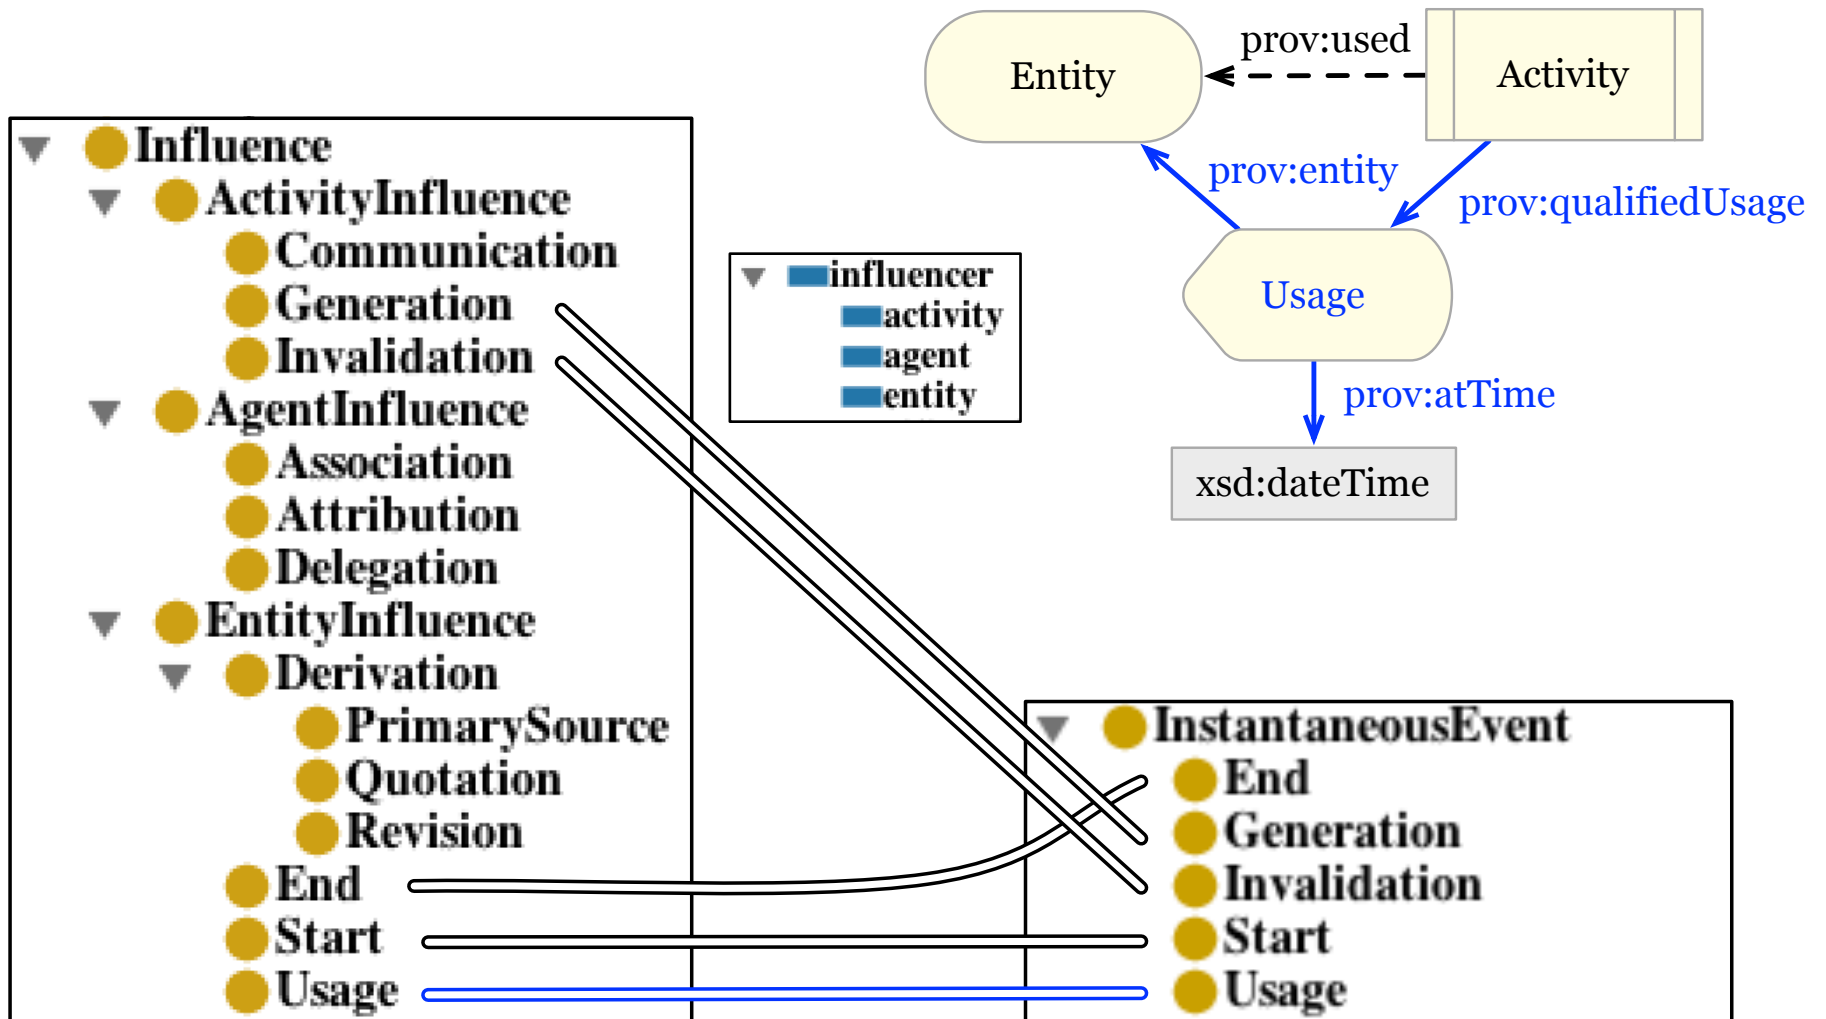 Influence
ActivityInfluence
Communication
Generation
Invalidation
AgentInfluence
Association
Attribution
Delegation
EntityInfluence
Derivation
PrimarySource
Quotation
Revision
End
Start
Usage
influencer
activity
agent
entity
Entity
prov:used
Activity
prov:entity
prov:qualifiedUsage
Usage
prov:atTime
xsd:dateTime
InstantaneousEvent
End
Generation
Invalidation
Start
Usage